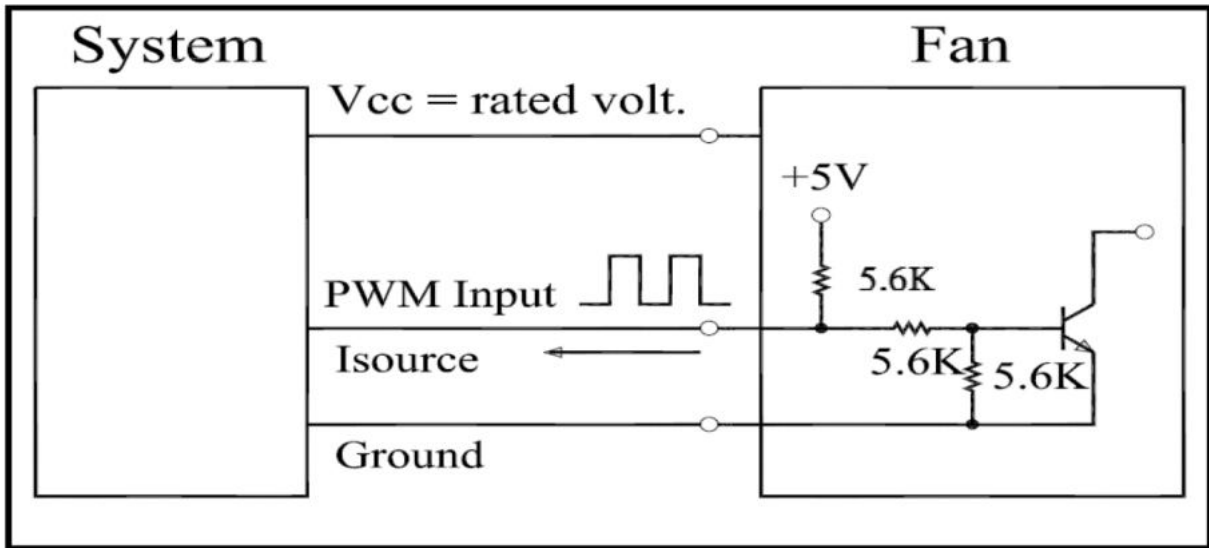 System
Fan
Vcc = rated volt.
+5V
5.6K
PWM Input
Isource
5.6K
5.6K
Ground